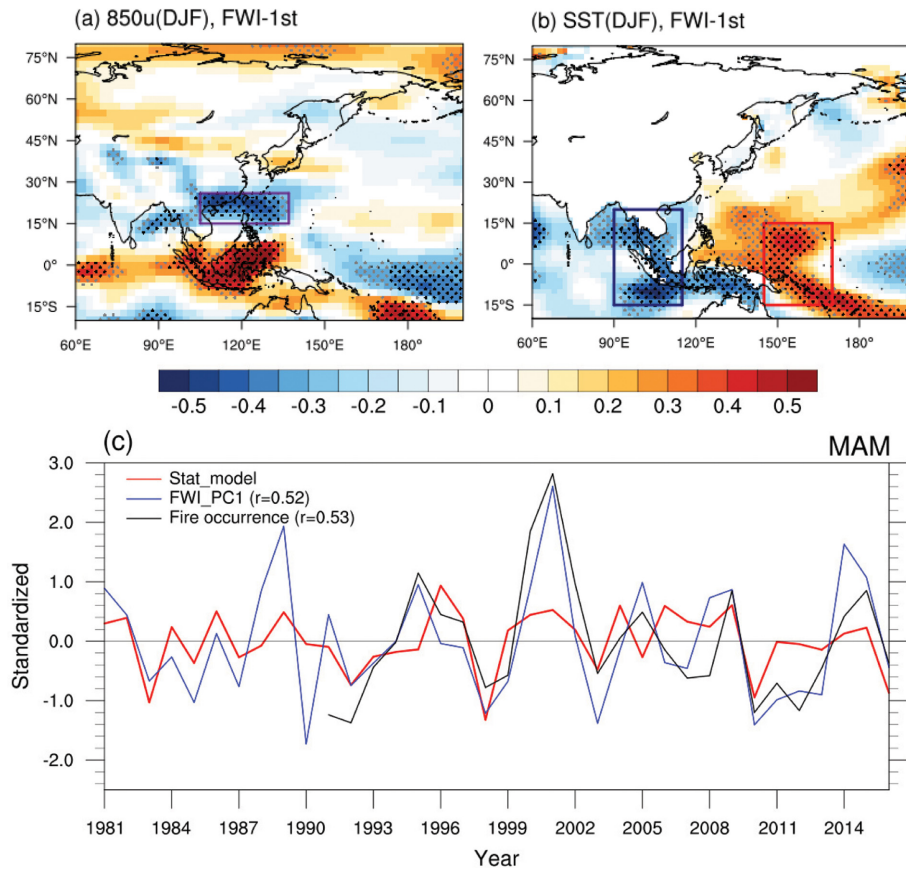 (a) 850u(DJF), FWI-1st
(b) SST(DJF), FWI-1st
75°N
60°N
45°N
30°N
15°N
0°
15°S
60°E 90°E 120°E 150°E 180°
75°N
60°N
45°N
30°N
15°N
0°
15°S
60°E 90°E 120°E 150°E 180°
-0.5 -0.4 -0.3 -0.2 -0.1 0 0.1 0.2 0.3 0.4 0.5
(c)
MAM
Stat_model
FWI_PC1 (r=0.52)
Fire occurrence (r=0.53)
Standardized
3.0
2.0
1.0
0.0
-1.0
-2.0
1981 1984 1987 1990 1993 1996 1999 2002 2005 2008 2011 2014
Year